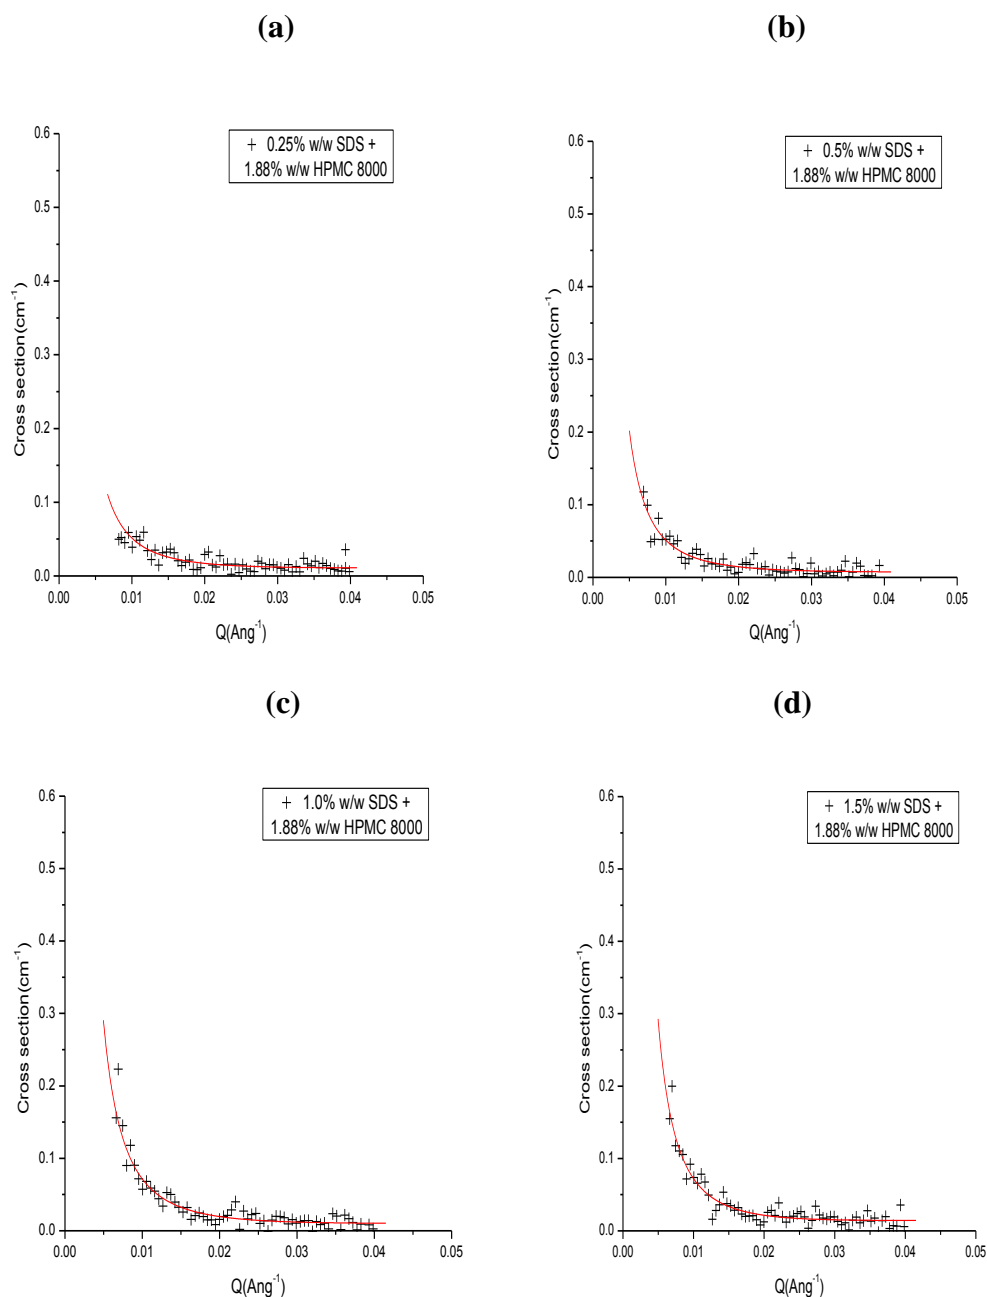 (a)
+ 0.25% w/w SDS +
1.88% w/w HPMC 8000
0.6
0.5
0.4
0.3
0.2
0.1
0.0
0.00 0.01 0.02 0.03 0.04 0.05
Cross section(cm⁻¹)
Q(Ang⁻¹)
(b)
+ 0.5% w/w SDS +
1.88% w/w HPMC 8000
0.6
0.5
0.4
0.3
0.2
0.1
0.0
0.00 0.01 0.02 0.03 0.04 0.05
Cross section(cm⁻¹)
Q(Ang⁻¹)
(c)
+ 1.0% w/w SDS +
1.88% w/w HPMC 8000
0.6
0.5
0.4
0.3
0.2
0.1
0.0
0.00 0.01 0.02 0.03 0.04 0.05
Cross section(cm⁻¹)
Q(Ang⁻¹)
(d)
+ 1.5% w/w SDS +
1.88% w/w HPMC 8000
0.6
0.5
0.4
0.3
0.2
0.1
0.0
0.00 0.01 0.02 0.03 0.04 0.05
Cross section(cm⁻¹)
Q(Ang⁻¹)